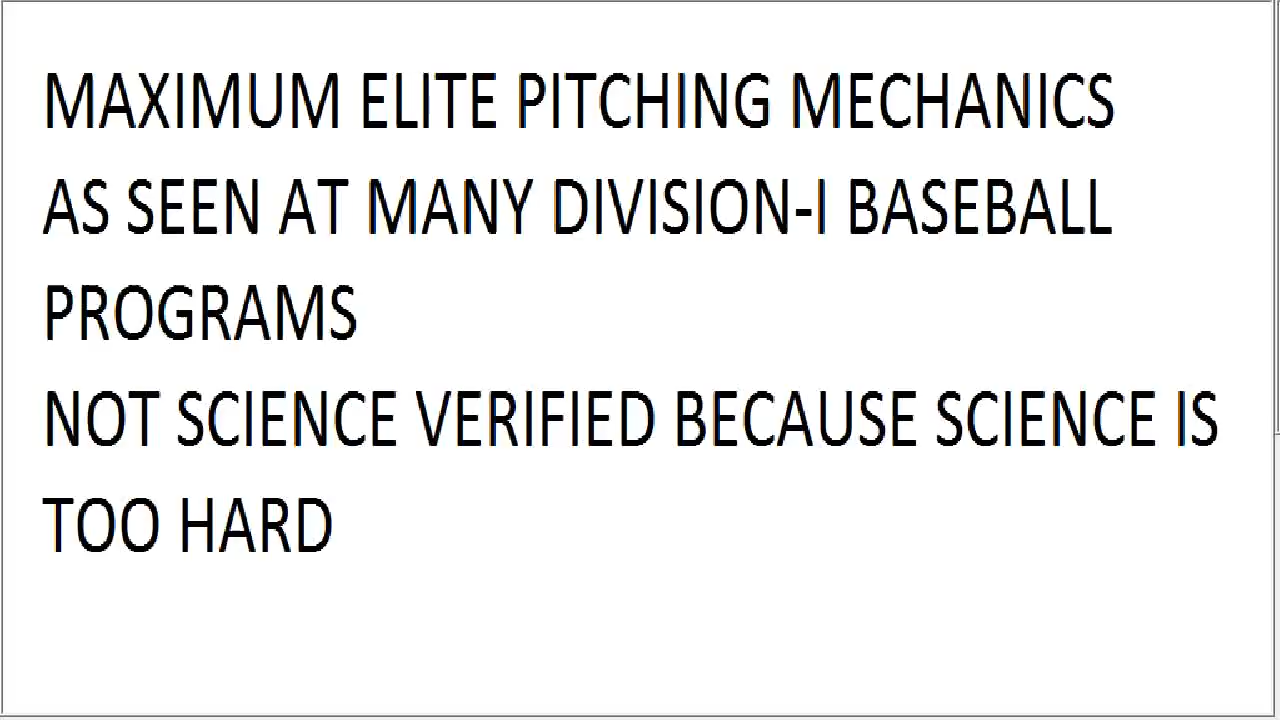 MAXIMUM ELITE PITCHING MECHANICS
AS SEEN AT MANY DIVISION-I BASEBALL
PROGRAMS
NOT SCIENCE VERIFIED BECAUSE SCIENCE IS
TOO HARD